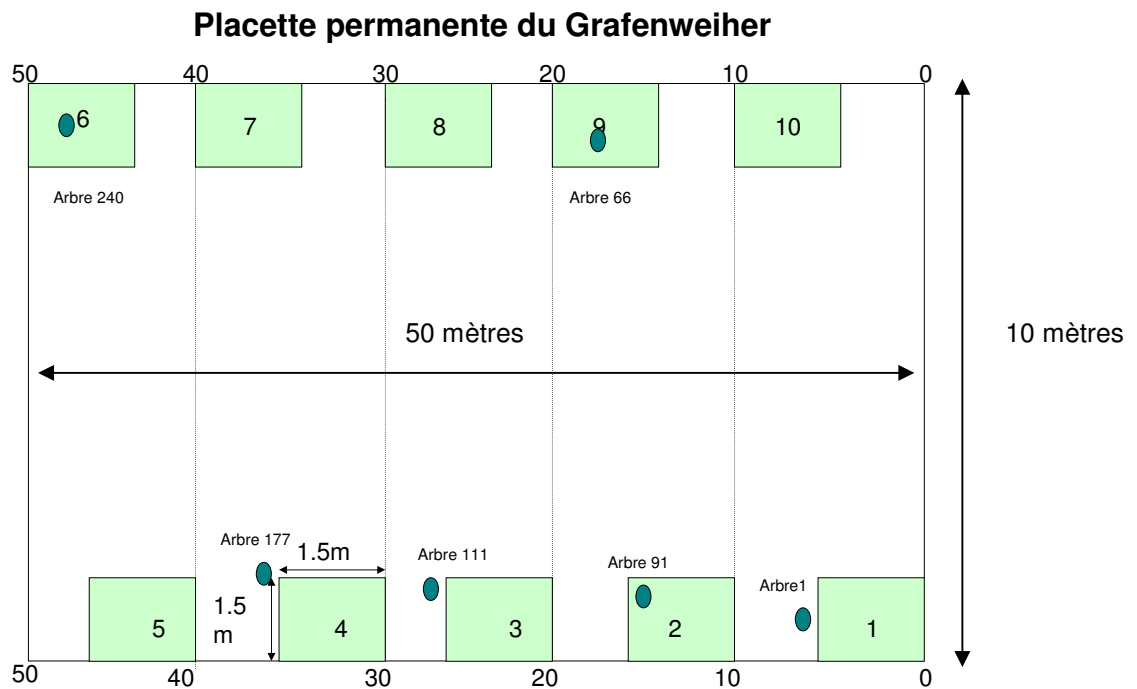 Placette permanente du Grafenweiher
50 40 30 20 10 0
6 7 8 9 10
Arbre 240 Arbre 66
50 mètres 10 mètres
Arbre 177 1.5m Arbre 111 Arbre 91 Arbre1
1.5
m
5 4 3 2 1
50 40 30 20 10 0